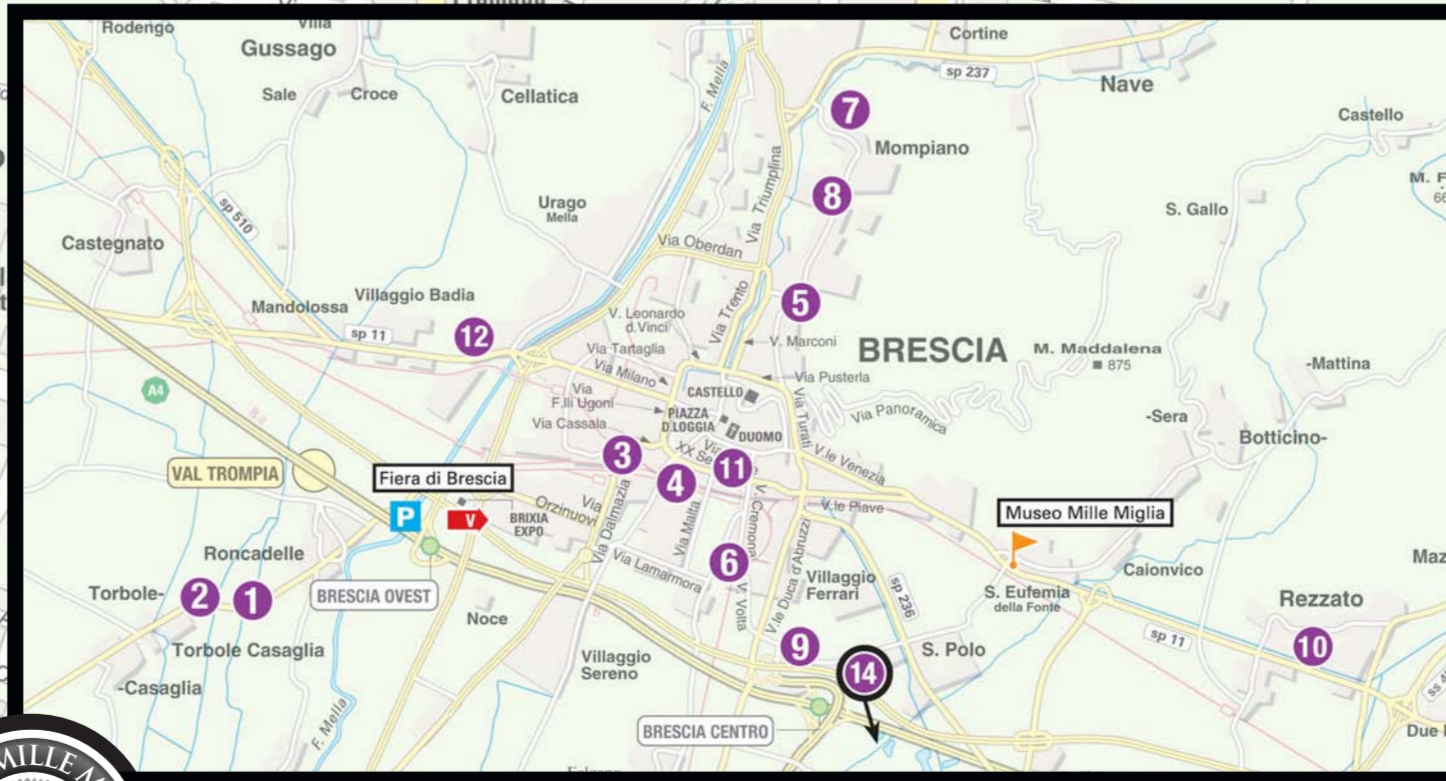 Rodengo
Gussago
Cortine
sp 237
Nave
Sale
Croce
Cellatica
F. Mella
7
Castello
Mompiano
8
Via Triumplina
sp 510
Urago
Mella
S. Gallo
Castegnato
Via Oberdan
Mandolossa
Villaggio Badia
5
sp 11
12
V. Leonardo
d.Vinci
Via Trento
V. Marconi
BRESCIA
M. Maddalena
875
Via Tartaglia
Via Milano
-Mattina
A4
Via
F.lli Ugoni
CASTELLO
Via Pusterla
PIAZZA
D.LOGGIA
Via Turati
Via Panoramica
-Sera
Via Cassala
DUOMO
Botticino-
3
11
V.le Venezia
VAL TROMPIA
Fiera di Brescia
4
P
V
BRIXIA
EXPO
Via
Orzinuovi
Via Dalmazia
Via Malta
V. Cremona
V.le Piave
Museo Mille Miglia
Roncadelle
Via Lamarmora
6
V.le Duca d'Abruzzi
Villaggio
Ferrari
sp 236
S. Eufemia
della Fonte
Caionvico
Torbole-
2
1
BRESCIA OVEST
Noce
V. Volta
Rezzato
Torbole Casaglia
Villaggio
Sereno
9
S. Polo
sp 11
10
14
-Casaglia
F. Mella
BRESCIA CENTRO
MILLE